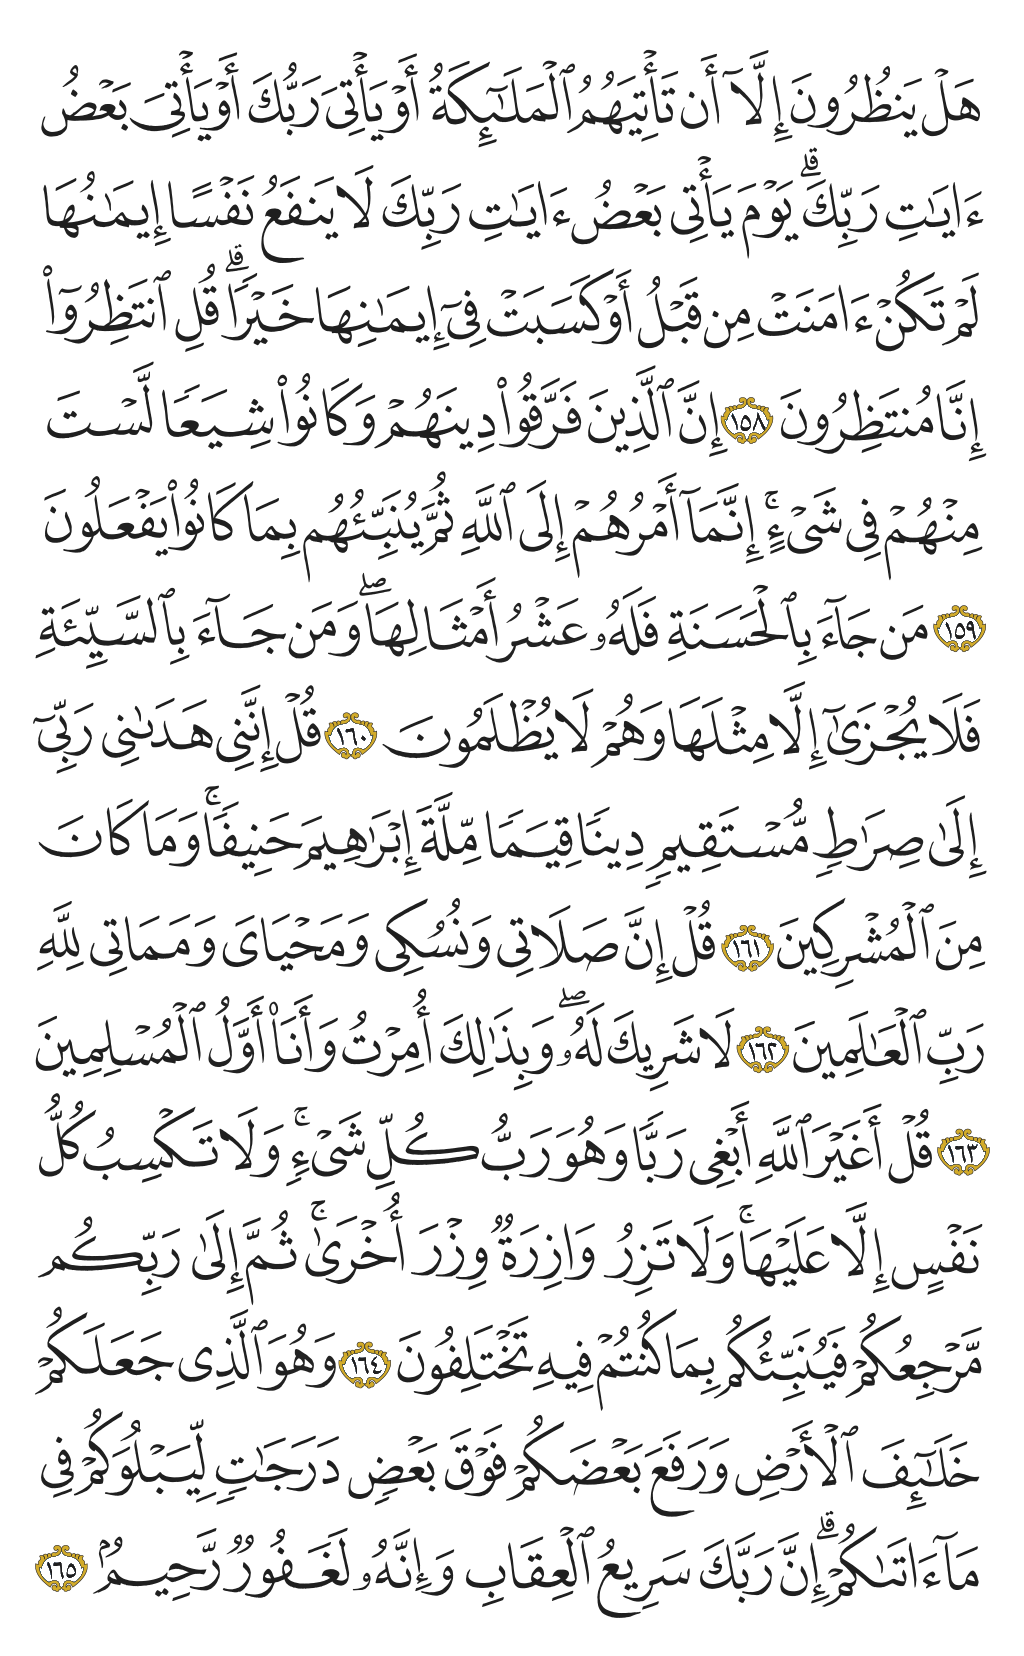 هَلْ يَنظُرُونَ إِلَّآ أَن تَأْتِيَهُمُ ٱلْمَلَـٰٓئِكَةُ أَوْ يَأْتِىَ رَبُّكَ أَوْ يَأْتِىَ بَعْضُ
ءَايَـٰتِ رَبِّكَ ۗ يَوْمَ يَأْتِى بَعْضُ ءَايَـٰتِ رَبِّكَ لَا يَنفَعُ نَفْسًا إِيمَـٰنُهَا
لَمْ تَكُنْ ءَامَنَتْ مِن قَبْلُ أَوْ كَسَبَتْ فِىٓ إِيمَـٰنِهَا خَيْرًا ۗ قُلِ ٱنتَظِرُوٓا۟
إِنَّا مُنتَظِرُونَ ١٥٨ إِنَّ ٱلَّذِينَ فَرَّقُوا۟ دِينَهُمْ وَكَانُوا۟ شِيَعًا لَّسْتَ
مِنْهُمْ فِى شَىْءٍ ۚ إِنَّمَآ أَمْرُهُمْ إِلَى ٱللَّهِ ثُمَّ يُنَبِّئُهُم بِمَا كَانُوا۟ يَفْعَلُونَ
١٥٩ مَن جَآءَ بِٱلْحَسَنَةِ فَلَهُۥ عَشْرُ أَمْثَالِهَا ۖ وَمَن جَآءَ بِٱلسَّيِّئَةِ
فَلَا يُجْزَىٰٓ إِلَّا مِثْلَهَا وَهُمْ لَا يُظْلَمُونَ ١٦٠ قُلْ إِنَّنِى هَدَىٰنِى رَبِّىٓ
إِلَىٰ صِرَٰطٍ مُّسْتَقِيمٍ دِينًا قِيَمًا مِّلَّةَ إِبْرَٰهِيمَ حَنِيفًا ۚ وَمَا كَانَ
مِنَ ٱلْمُشْرِكِينَ ١٦١ قُلْ إِنَّ صَلَاتِى وَنُسُكِى وَمَحْيَاىَ وَمَمَاتِى لِلَّهِ
رَبِّ ٱلْعَـٰلَمِينَ ١٦٢ لَا شَرِيكَ لَهُۥ ۖ وَبِذَٰلِكَ أُمِرْتُ وَأَنَا۠ أَوَّلُ ٱلْمُسْلِمِينَ
١٦٣ قُلْ أَغَيْرَ ٱللَّهِ أَبْغِى رَبًّا وَهُوَ رَبُّ كُلِّ شَىْءٍ ۚ وَلَا تَكْسِبُ كُلُّ
نَفْسٍ إِلَّا عَلَيْهَا ۚ وَلَا تَزِرُ وَازِرَةٌ وِزْرَ أُخْرَىٰ ۚ ثُمَّ إِلَىٰ رَبِّكُم
مَّرْجِعُكُمْ فَيُنَبِّئُكُم بِمَا كُنتُمْ فِيهِ تَخْتَلِفُونَ ١٦٤ وَهُوَ ٱلَّذِى جَعَلَكُمْ
خَلَـٰٓئِفَ ٱلْأَرْضِ وَرَفَعَ بَعْضَكُمْ فَوْقَ بَعْضٍ دَرَجَـٰتٍ لِّيَبْلُوَكُمْ فِى
مَآ ءَاتَىٰكُمْ ۗ إِنَّ رَبَّكَ سَرِيعُ ٱلْعِقَابِ وَإِنَّهُۥ لَغَفُورٌ رَّحِيمٌۢ ١٦٥